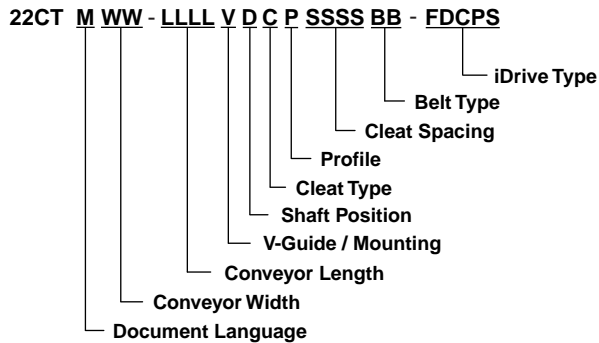 22CT M WW - LLLL V D C P SSSS BB - FDCPS
iDrive Type
Belt Type
Cleat Spacing
Profile
Cleat Type
Shaft Position
V-Guide / Mounting
Conveyor Length
Conveyor Width
Document Language